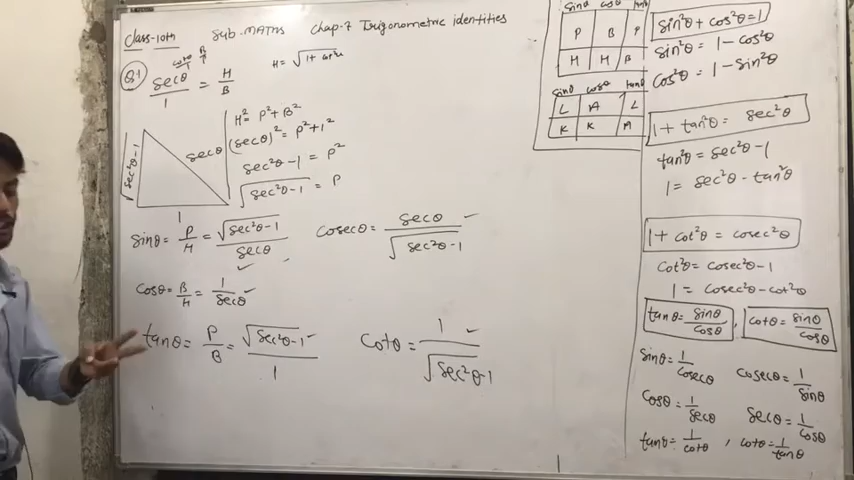 Class-10th Sub-MATHS Chap-7 Trigonometric identities
Q.1 secθ/1 = H/B
H²= P²+B²
(secθ)² = P²+1²
sec²θ-1 = P²
√sec²θ-1 = P
√sec²θ-1
secθ
1
sinθ = P/H = √sec²θ-1/secθ
cosecθ = secθ/√sec²θ-1
cosθ = B/H = 1/secθ
tanθ = P/B = √sec²θ-1/1
cotθ = 1/√sec²θ-1
sinθ cosθ tanθ
P B P
H H B
sinθ cosθ tanθ
L A L
K K A
sin²θ + cos²θ = 1
sin²θ = 1-cos²θ
cos²θ = 1-sin²θ
1 + tan²θ = sec²θ
tan²θ = sec²θ-1
1 = sec²θ - tan²θ
1 + cot²θ = cosec²θ
cot²θ = cosec²θ-1
1 = cosec²θ-cot²θ
tanθ = sinθ/cosθ , cotθ = sinθ/cosθ
sinθ = 1/cosecθ cosecθ = 1/sinθ
cosθ = 1/secθ secθ = 1/cosθ
tanθ = 1/cotθ , cotθ = 1/tanθ